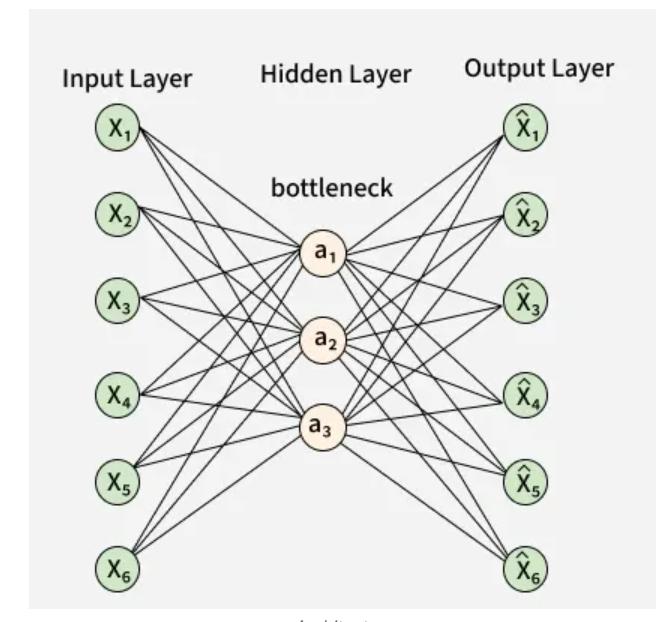 Input Layer
Hidden Layer
Output Layer
bottleneck
X₁
X₂
X₃
X₄
X₅
X₆
a₁
a₂
a₃
X̂₁
X̂₂
X̂₃
X̂₄
X̂₅
X̂₆